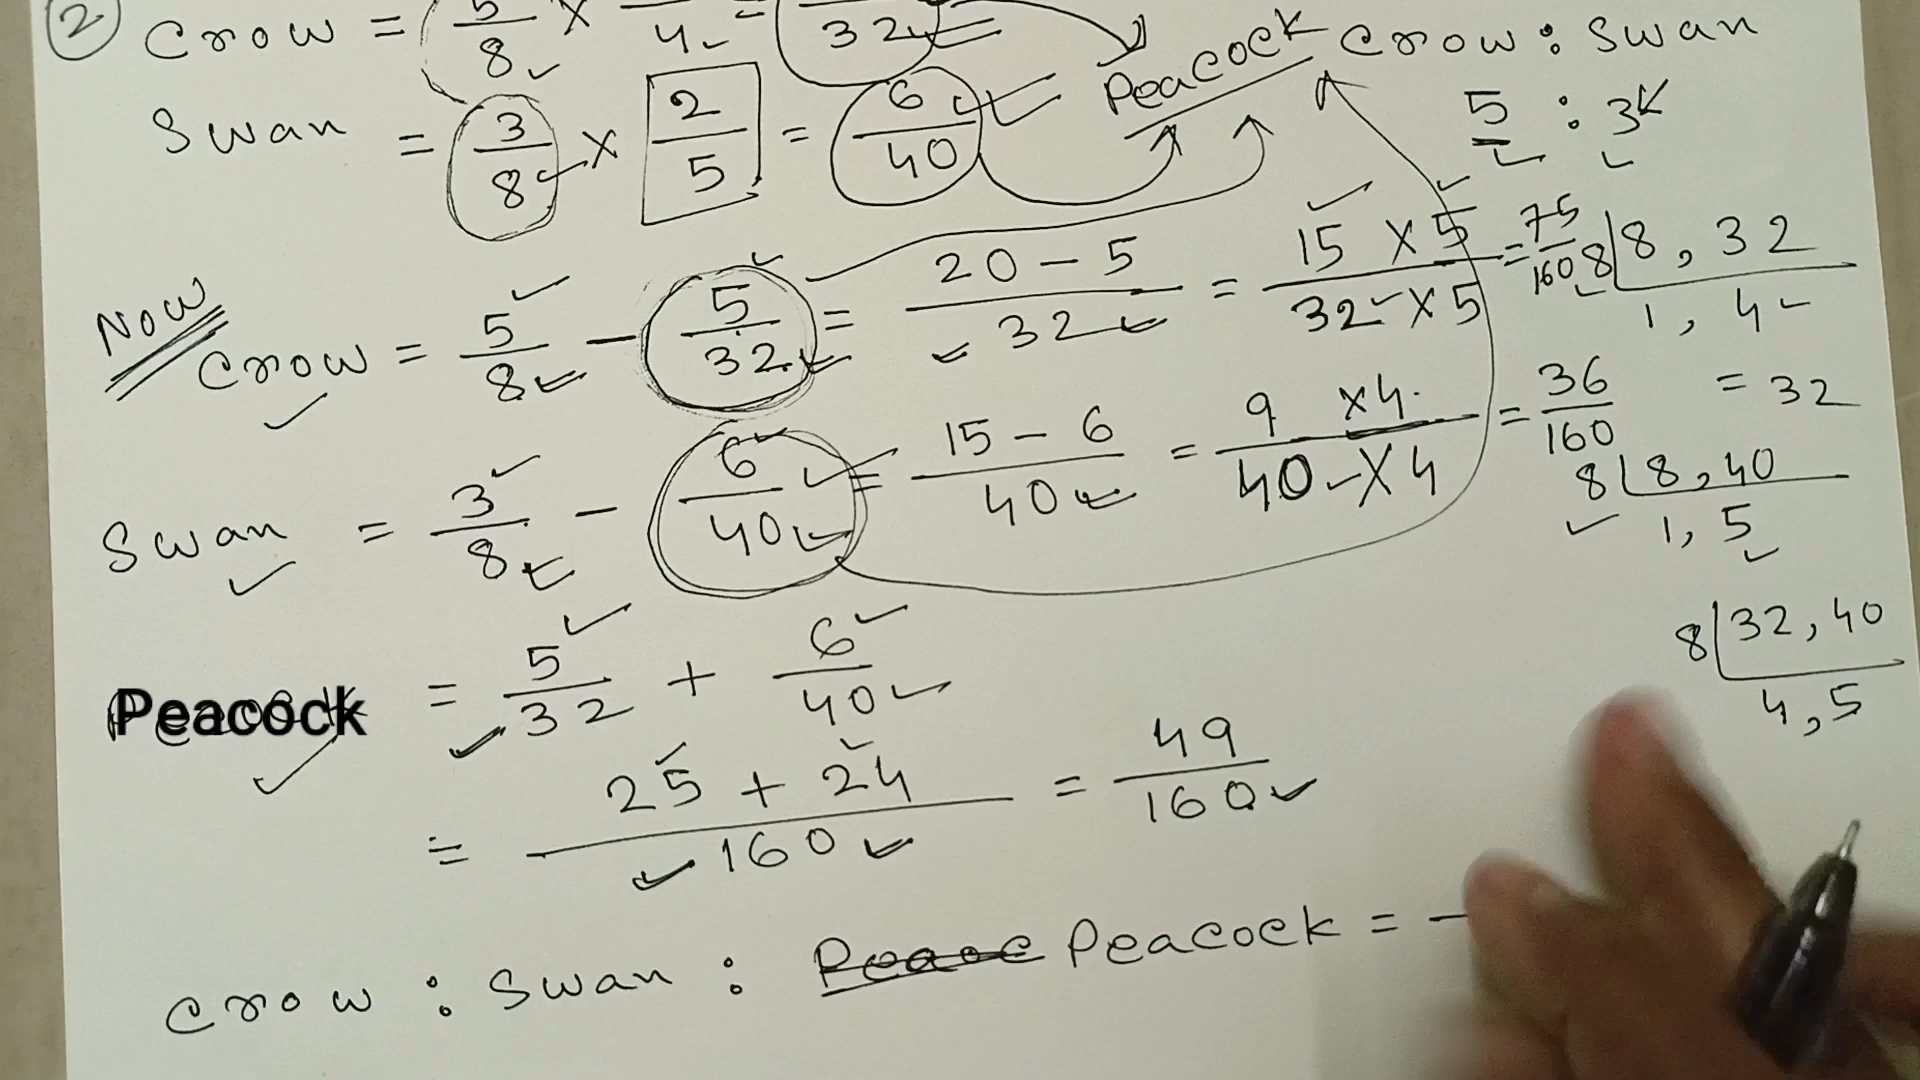 2 Crow = 5/8 × /4 = /32
Peacock
Crow : Swan
5 : 3
Swan = 3/8 × 2/5 = 6/40
Now
Crow = 5/8 - 5/32 = 20 - 5/32 = 15 × 5/32 × 5 = 75/160
8 | 8, 32
1, 4
= 32
Swan = 3/8 - 6/40 = 15 - 6/40 = 9 × 4/40 × 4 = 36/160
8 | 8, 40
1, 5
Peacock = 5/32 + 6/40
8 | 32, 40
4, 5
= 25 + 24/160 = 49/160
Crow : Swan : Peacock =